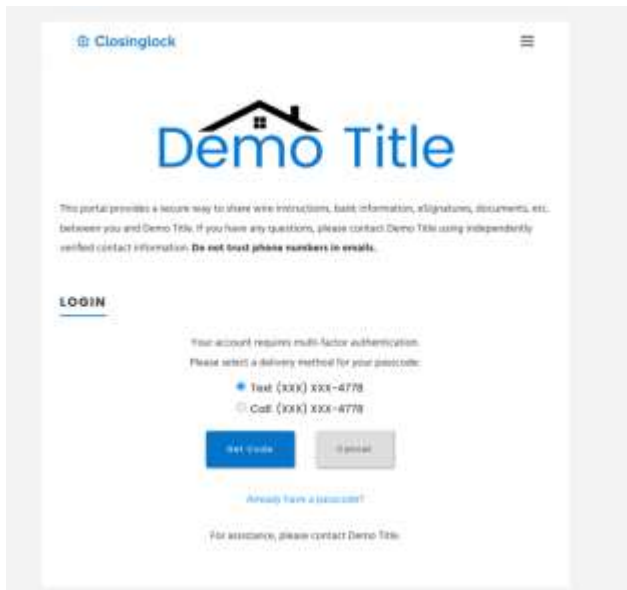 Closinglock
Demo Title
This portal provides a secure way to share wire instructions, bank information, eSignatures, documents, etc.
between you and Demo Title. If you have any questions, please contact Demo Title using independently
verified contact information. Do not trust phone numbers in emails.
LOGIN
Your account requires multi-factor authentication.
Please select a delivery method for your passcode:
Text (XXX) XXX-4778
Call (XXX) XXX-4778
Get Code Cancel
Already have a passcode?
For assistance, please contact Demo Title.